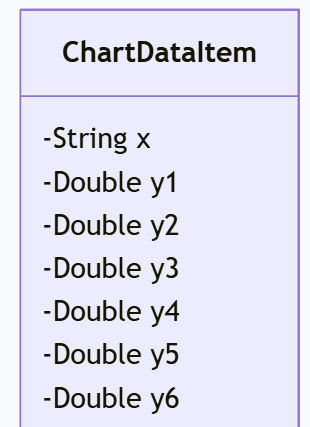 ChartDataItem
-String x
-Double y1
-Double y2
-Double y3
-Double y4
-Double y5
-Double y6